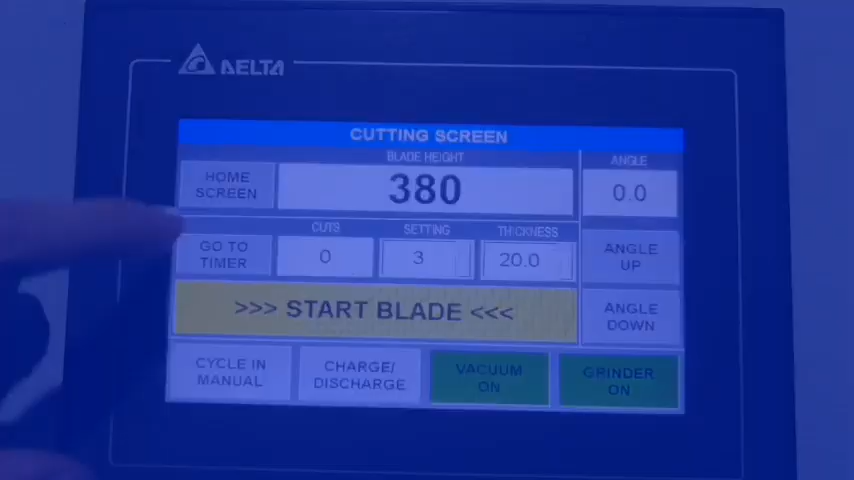 DELTA
CUTTING SCREEN
BLADE HEIGHT
ANGLE
HOME
SCREEN
380
0.0
CUTS
SETTING
THICKNESS
GO TO
TIMER
0
3
20.0
ANGLE
UP
>>> START BLADE <<<
ANGLE
DOWN
CYCLE IN
MANUAL
CHARGE/
DISCHARGE
VACUUM
ON
GRINDER
ON